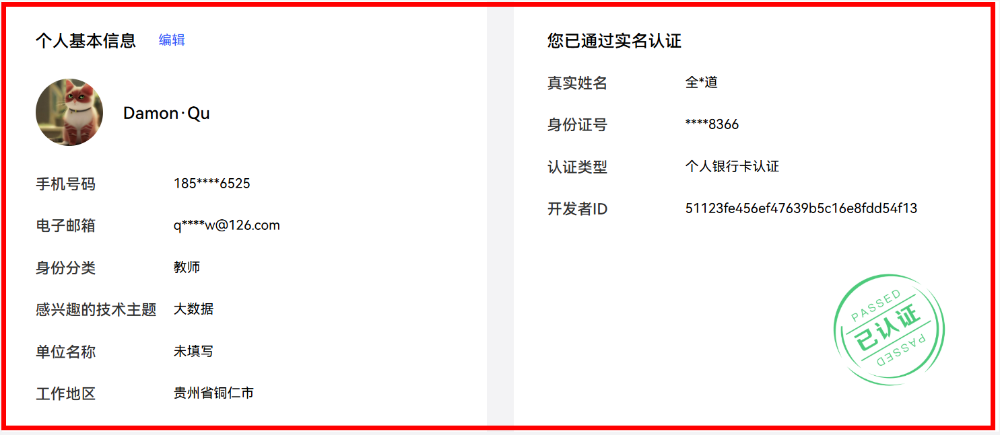 个人基本信息 编辑
Damon·Qu
手机号码 185****6525
电子邮箱 q****w@126.com
身份分类 教师
感兴趣的技术主题 大数据
单位名称 未填写
工作地区 贵州省铜仁市
您已通过实名认证
真实姓名 全*道
身份证号 ****8366
认证类型 个人银行卡认证
开发者ID 51123fe456ef47639b5c16e8fdd54f13
PASSED
已认证
PASSED